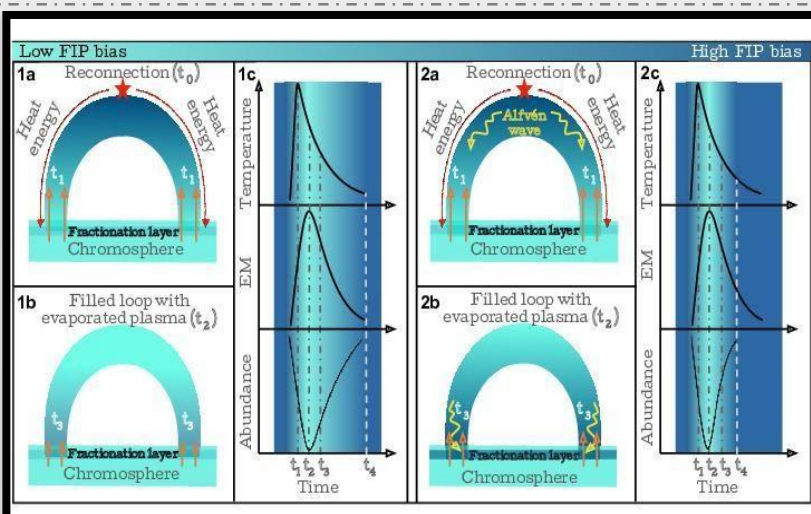 Low FIP bias
High FIP bias
1a
Reconnection (t₀)
Heat energy
Heat energy
t₁
t₁
Fractionation layer
Chromosphere
1b
Filled loop with
evaporated plasma (t₂)
t₃
t₃
Fractionation layer
Chromosphere
1c
Temperature
EM
Abundance
t₁ t₂ t₃ t₄
Time
2a
Reconnection (t₀)
Heat energy
Heat energy
Alfvén
wave
t₁
t₁
Fractionation layer
Chromosphere
2b
Filled loop with
evaporated plasma (t₂)
t₃
t₃
Fractionation layer
Chromosphere
2c
Temperature
EM
Abundance
t₁ t₂ t₃ t₄
Time